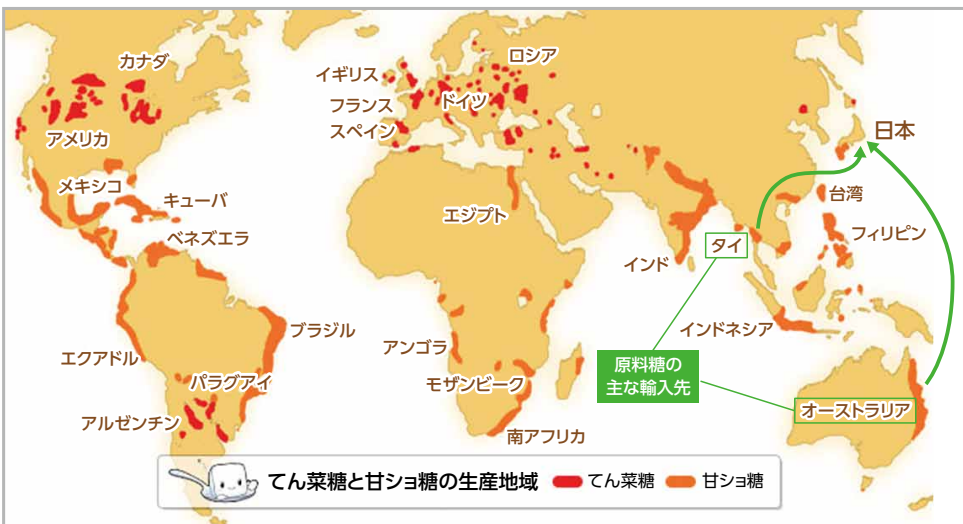 カナダ
アメリカ
メキシコ
キューバ
ベネズエラ
エクアドル
ブラジル
パラグアイ
アルゼンチン
イギリス
フランス
スペイン
ドイツ
ロシア
エジプト
アンゴラ
モザンビーク
南アフリカ
インド
タイ
日本
台湾
フィリピン
インドネシア
原料糖の
主な輸入先
オーストラリア
てん菜糖と甘ショ糖の生産地域 てん菜糖 甘ショ糖